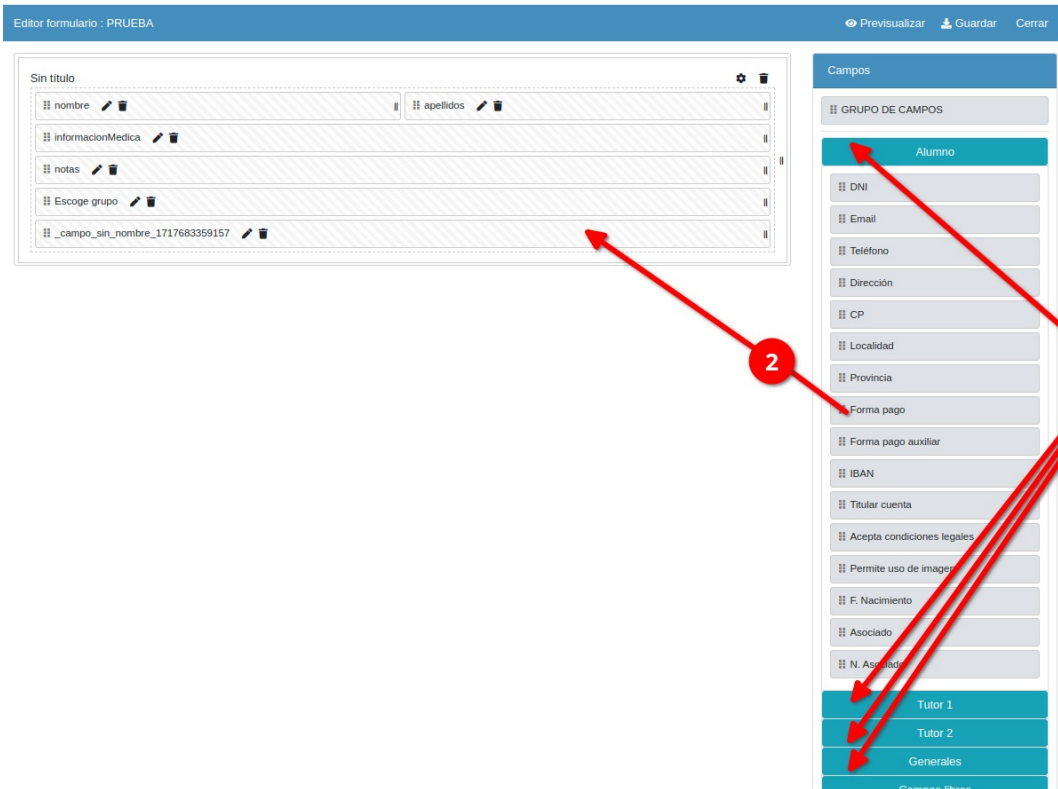 Editor formulario : PRUEBA
Previsualizar Guardar Cerrar
Sin título
nombre apellidos
informacionMedica
notas
Escoge grupo
_campo_sin_nombre_1717683359157
2
Campos
GRUPO DE CAMPOS
Alumno
DNI
Email
Teléfono
Dirección
CP
Localidad
Provincia
Forma pago
Forma pago auxiliar
IBAN
Titular cuenta
Acepta condiciones legales
Permite uso de imagen
F. Nacimiento
Asociado
N. Asociado
Tutor 1
Tutor 2
Generales
Campos libres